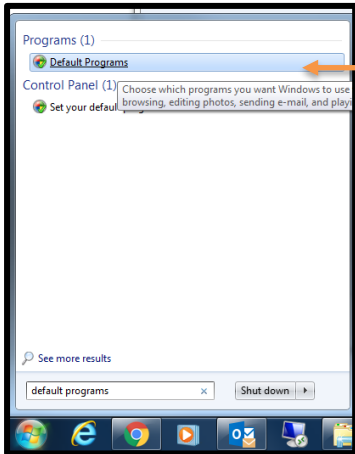 Programs (1)
Default Programs
Control Panel (1)
Choose which programs you want Windows to use
browsing, editing photos, sending e-mail, and
Set your defaul
See more results
default programs
Shut down